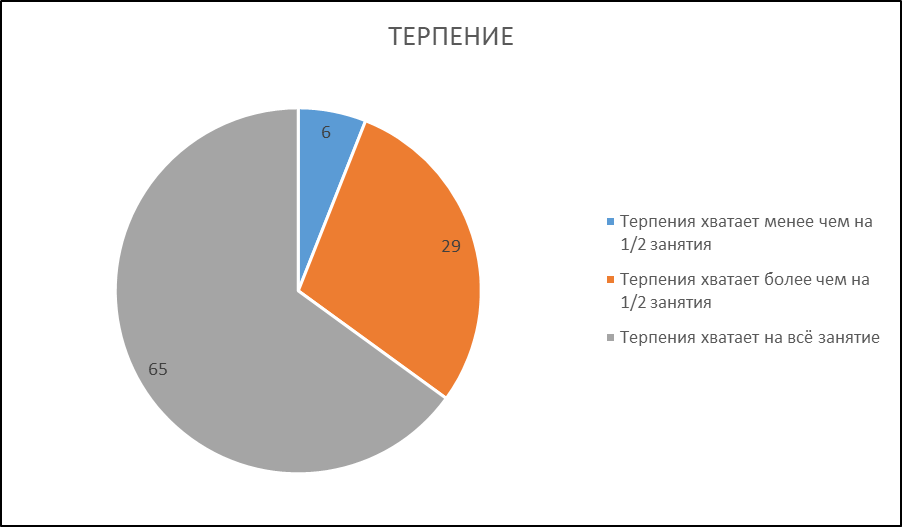 ТЕРПЕНИЕ
6
29
65
Терпения хватает менее чем на
1/2 занятия
Терпения хватает более чем на
1/2 занятия
Терпения хватает на всё занятие